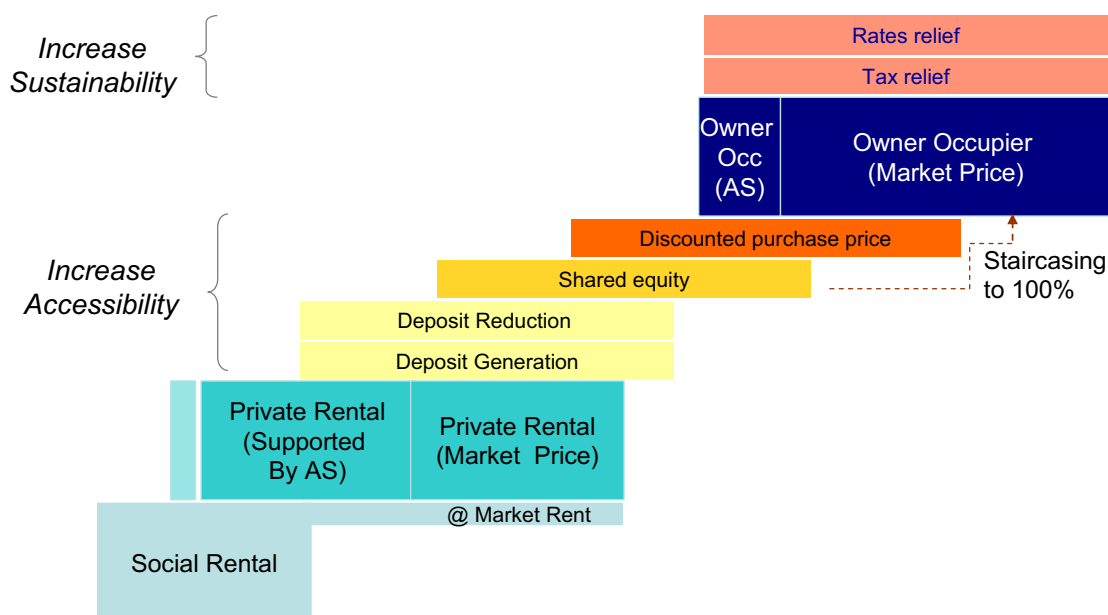 Increase
Sustainability
Rates relief
Tax relief
Owner
Occ
(AS)
Owner Occupier
(Market Price)
Discounted purchase price
Increase
Accessibility
Shared equity
Staircasing
to 100%
Deposit Reduction
Deposit Generation
Private Rental
(Supported
By AS)
Private Rental
(Market Price)
@ Market Rent
Social Rental